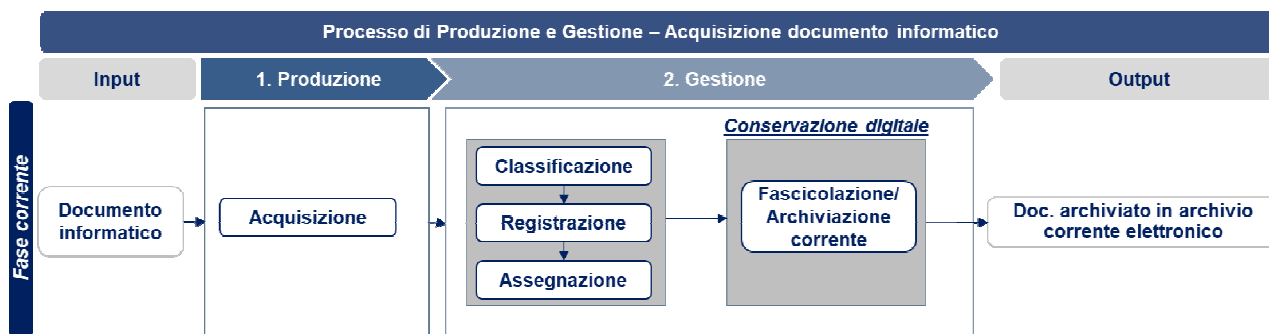 Processo di Produzione e Gestione – Acquisizione documento informatico
Input
1. Produzione
2. Gestione
Output
Fase corrente
Documento
informatico
Acquisizione
Classificazione
Registrazione
Assegnazione
Conservazione digitale
Fascicolazione/
Archiviazione
corrente
Doc. archiviato in archivio
corrente elettronico